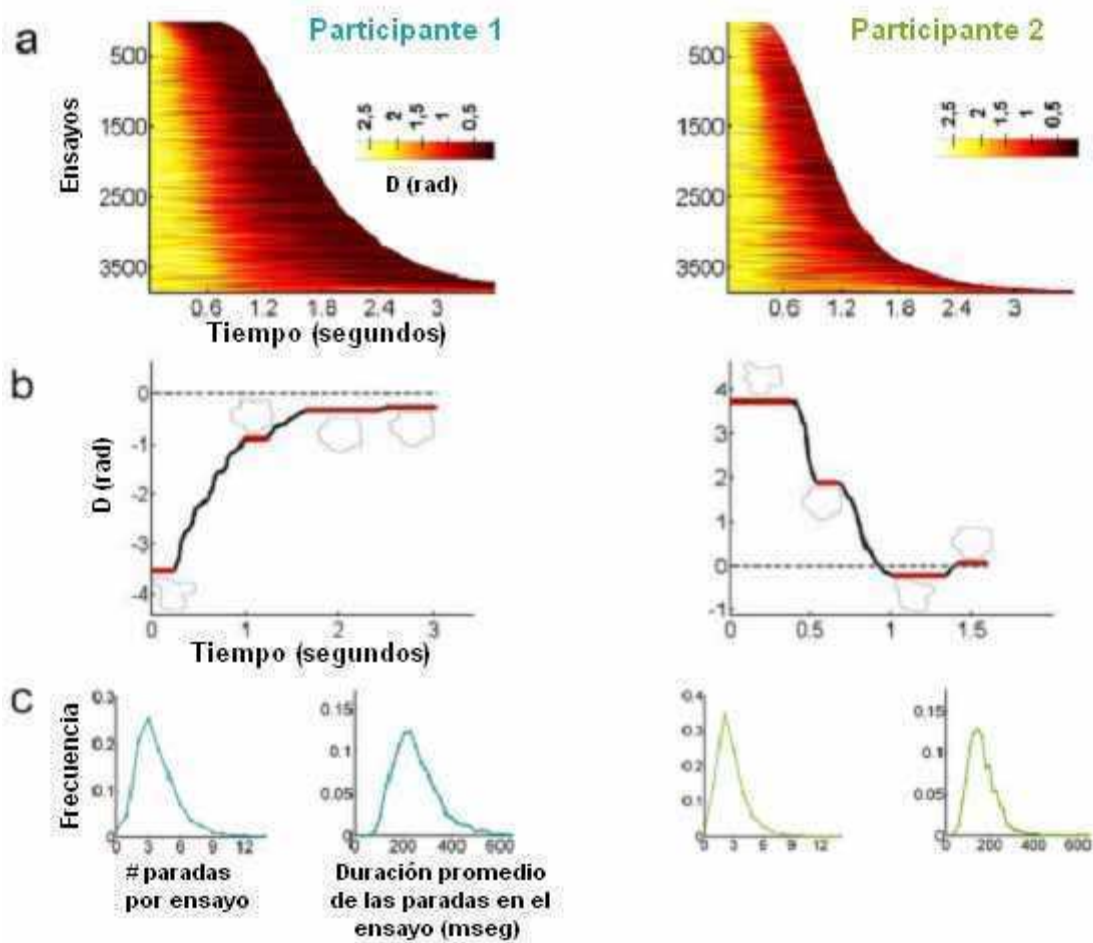 a
Participante 1
Participante 2
500
1500
2500
3500
Ensayos
2,5 2 1,5 1 0,5
D (rad)
0.6 1.2 1.8 2.4 3
Tiempo (segundos)
500
1500
2500
3500
2,5 2 1,5 1 0,5
0.6 1.2 1.8 2.4 3
b
0
-1
-2
-3
-4
D (rad)
0 1 2 3
Tiempo (segundos)
4
3
2
1
0
-1
0 0.5 1 1.5
c
Frecuencia
0.3
0.2
0.1
0
0 3 6 9 12
# paradas
por ensayo
0.15
0.1
0.05
0
0 200 400 600
Duración promedio
de las paradas en el
ensayo (mseg)
0.4
0.3
0.2
0.1
0
0 3 6 9 12
0.15
0.1
0.05
0
0 200 400 600